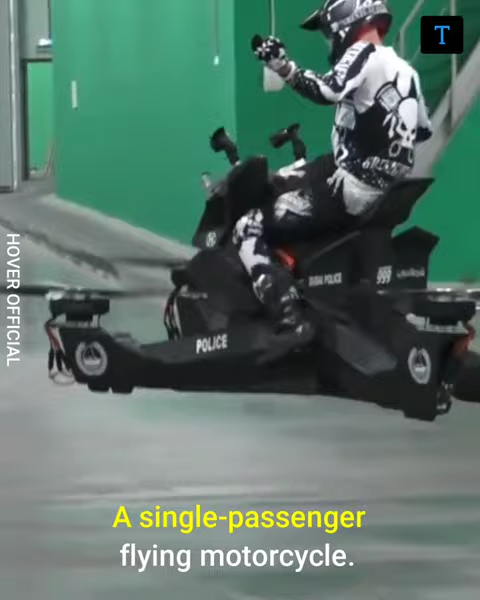 T
HOVER OFFICIAL
DUBAI POLICE
999
POLICE
A single-passenger
flying motorcycle.